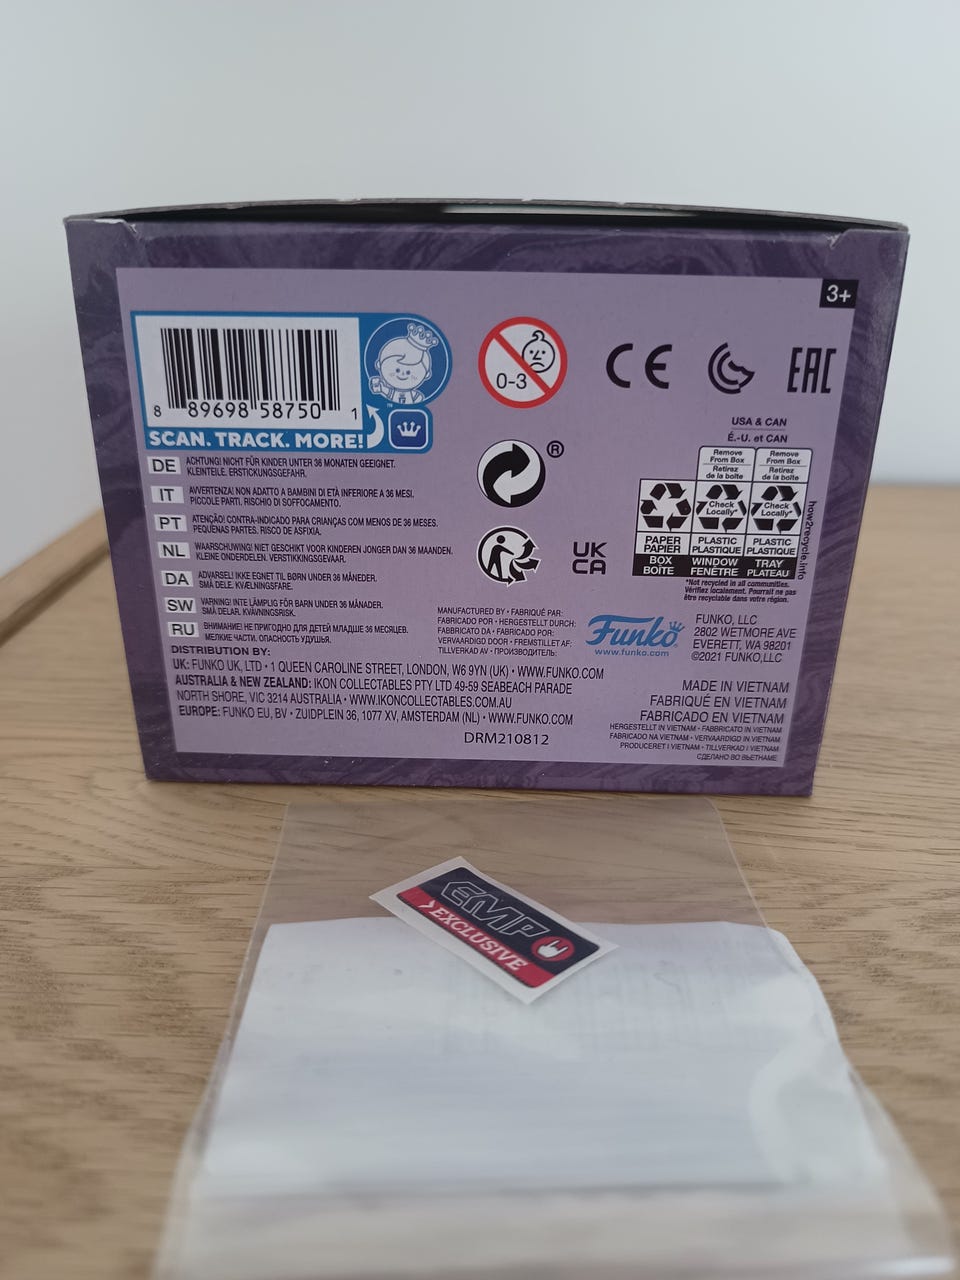 3+
8 89698 58750 1
SCAN. TRACK. MORE!
™
0-3
CE
EAC
®
UK
CA
USA & CAN
É.-U. et CAN
Remove From Box
Retirez de la boîte
Remove From Box
Retirez de la boîte
Check Locally*
Check Locally*
PAPER
PAPIER
BOX
BOÎTE
PLASTIC
PLASTIQUE
WINDOW
FENÊTRE
PLASTIC
PLASTIQUE
TRAY
PLATEAU
how2recycle.info
*Not recycled in all communities.
Vérifiez localement. Pourrait ne pas
être recyclable dans votre région.
DE ACHTUNG! NICHT FÜR KINDER UNTER 36 MONATEN GEEIGNET.
KLEINTEILE. ERSTICKUNGSGEFAHR.
IT AVVERTENZA! NON ADATTO A BAMBINI DI ETÀ INFERIORE A 36 MESI.
PICCOLE PARTI. RISCHIO DI SOFFOCAMENTO.
PT ATENÇÃO! CONTRA-INDICADO PARA CRIANÇAS COM MENOS DE 36 MESES.
PEQUENAS PARTES. RISCO DE ASFIXIA.
NL WAARSCHUWING! NIET GESCHIKT VOOR KINDEREN JONGER DAN 36 MAANDEN.
KLEINE ONDERDELEN. VERSTIKKINGSGEVAAR.
DA ADVARSEL! IKKE EGNET TIL BØRN UNDER 36 MÅNEDER.
SMÅ DELE. KVÆLNINGSFARE.
SW VARNING! INTE LÄMPLIG FÖR BARN UNDER 36 MÅNADER.
SMÅ DELAR. KVÄVNINGSRISK.
RU ВНИМАНИЕ! НЕ ПРИГОДНО ДЛЯ ДЕТЕЙ МЛАДШЕ 36 МЕСЯЦЕВ.
МЕЛКИЕ ЧАСТИ. ОПАСНОСТЬ УДУШЬЯ.
MANUFACTURED BY • FABRIQUÉ PAR:
FABRICADO POR • HERGESTELLT DURCH:
FABRICATO DA • FABRICADO POR:
VERVAARDIGD DOOR • FREMSTILLET AF:
TILLVERKAD AV • ПРОИЗВОДИТЕЛЬ:
Funko
www.funko.com
FUNKO, LLC
2802 WETMORE AVE
EVERETT, WA 98201
©2021 FUNKO,LLC
DISTRIBUTION BY:
UK: FUNKO UK, LTD • 1 QUEEN CAROLINE STREET, LONDON, W6 9YN (UK) • WWW.FUNKO.COM
AUSTRALIA & NEW ZEALAND: IKON COLLECTABLES PTY LTD 49-59 SEABEACH PARADE
NORTH SHORE, VIC 3214 AUSTRALIA • WWW.IKONCOLLECTABLES.COM.AU
EUROPE: FUNKO EU, BV • ZUIDPLEIN 36, 1077 XV, AMSTERDAM (NL) • WWW.FUNKO.COM
DRM210812
MADE IN VIETNAM
FABRIQUÉ EN VIETNAM
FABRICADO EN VIETNAM
HERGESTELLT IN VIETNAM • FABBRICATO IN VIETNAM
FABRICADO NA VIETNAM • VERVAARDIGD IN VIETNAM
PRODUCERET I VIETNAM • TILLVERKAD I VIETNAM
СДЕЛАНО ВО ВЬЕТНАМЕ
EMP
EXCLUSIVE